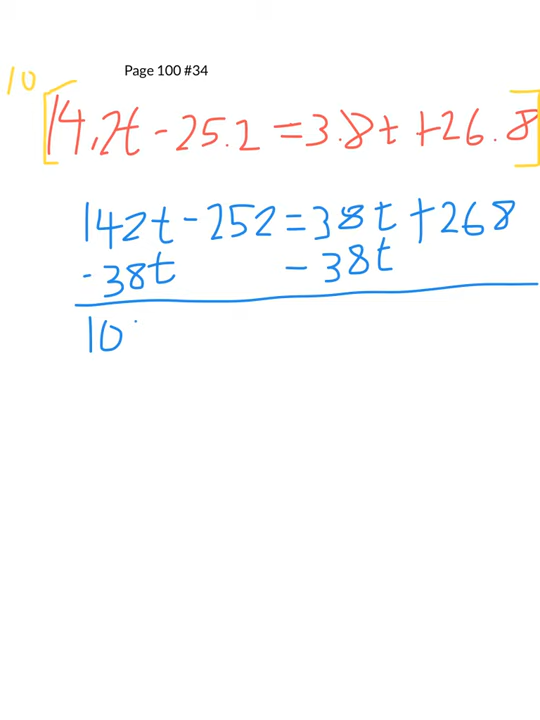 Page 100 #34
10 [14.2t - 25.2 = 3.8t + 26.8]
142t - 252 = 38t + 268
- 38t - 38t
10